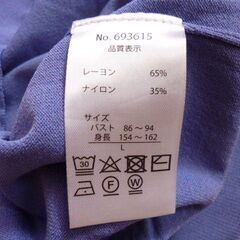 No. 693615
品質表示
レーヨン 65%
ナイロン 35%
サイズ
バスト 86～94
身長 154～162
L
30
P
F
W